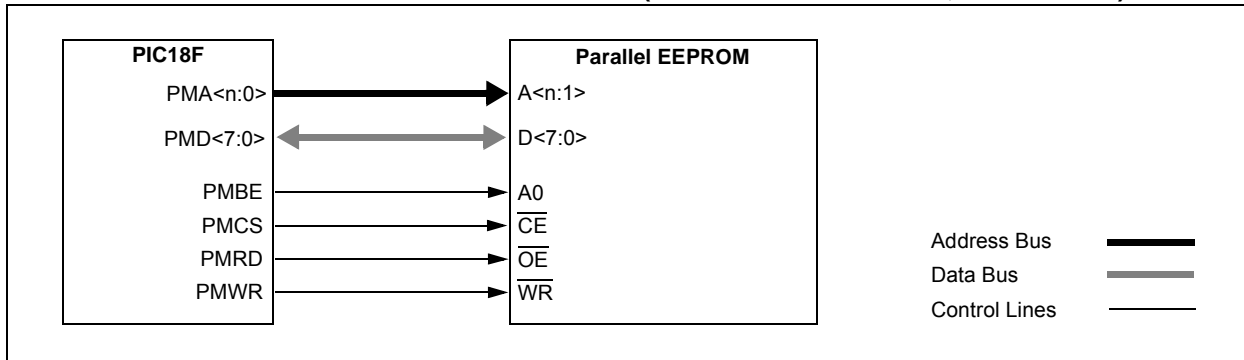 PIC18F
Parallel EEPROM
PMA<n:0>
A<n:1>
PMD<7:0>
D<7:0>
PMBE
A0
PMCS
CE
PMRD
OE
PMWR
WR
Address Bus
Data Bus
Control Lines